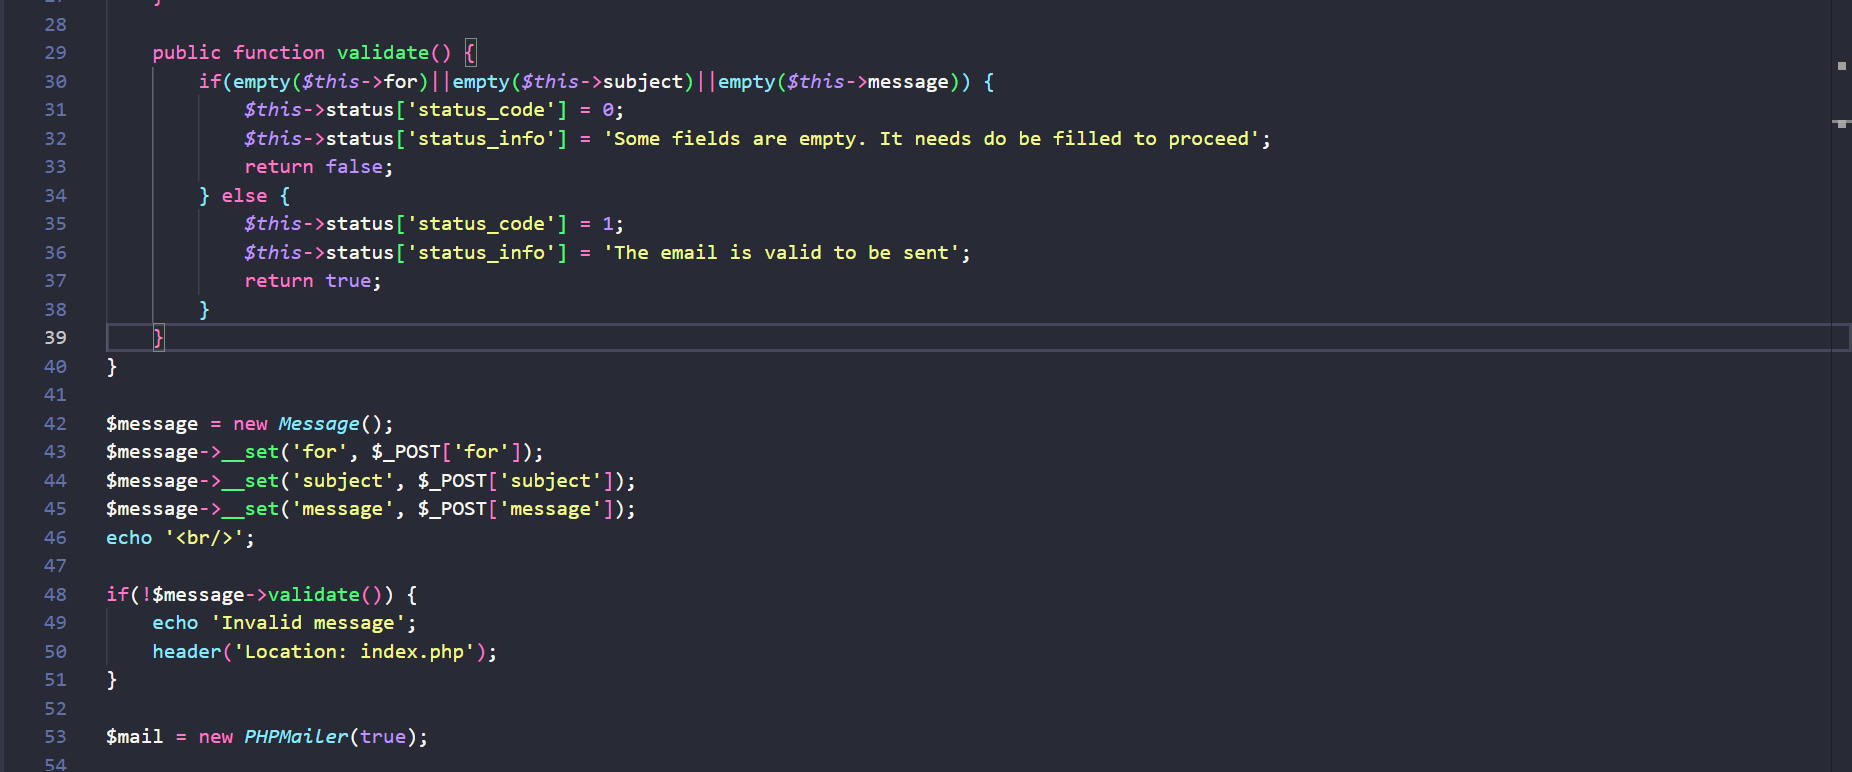 28
29 public function validate() {
30 if(empty($this->for)||empty($this->subject)||empty($this->message)) {
31 $this->status['status_code'] = 0;
32 $this->status['status_info'] = 'Some fields are empty. It needs do be filled to proceed';
33 return false;
34 } else {
35 $this->status['status_code'] = 1;
36 $this->status['status_info'] = 'The email is valid to be sent';
37 return true;
38 }
39 }
40 }
41
42 $message = new Message();
43 $message->__set('for', $_POST['for']);
44 $message->__set('subject', $_POST['subject']);
45 $message->__set('message', $_POST['message']);
46 echo '<br/>';
47
48 if(!$message->validate()) {
49 echo 'Invalid message';
50 header('Location: index.php');
51 }
52
53 $mail = new PHPMailer(true);
54